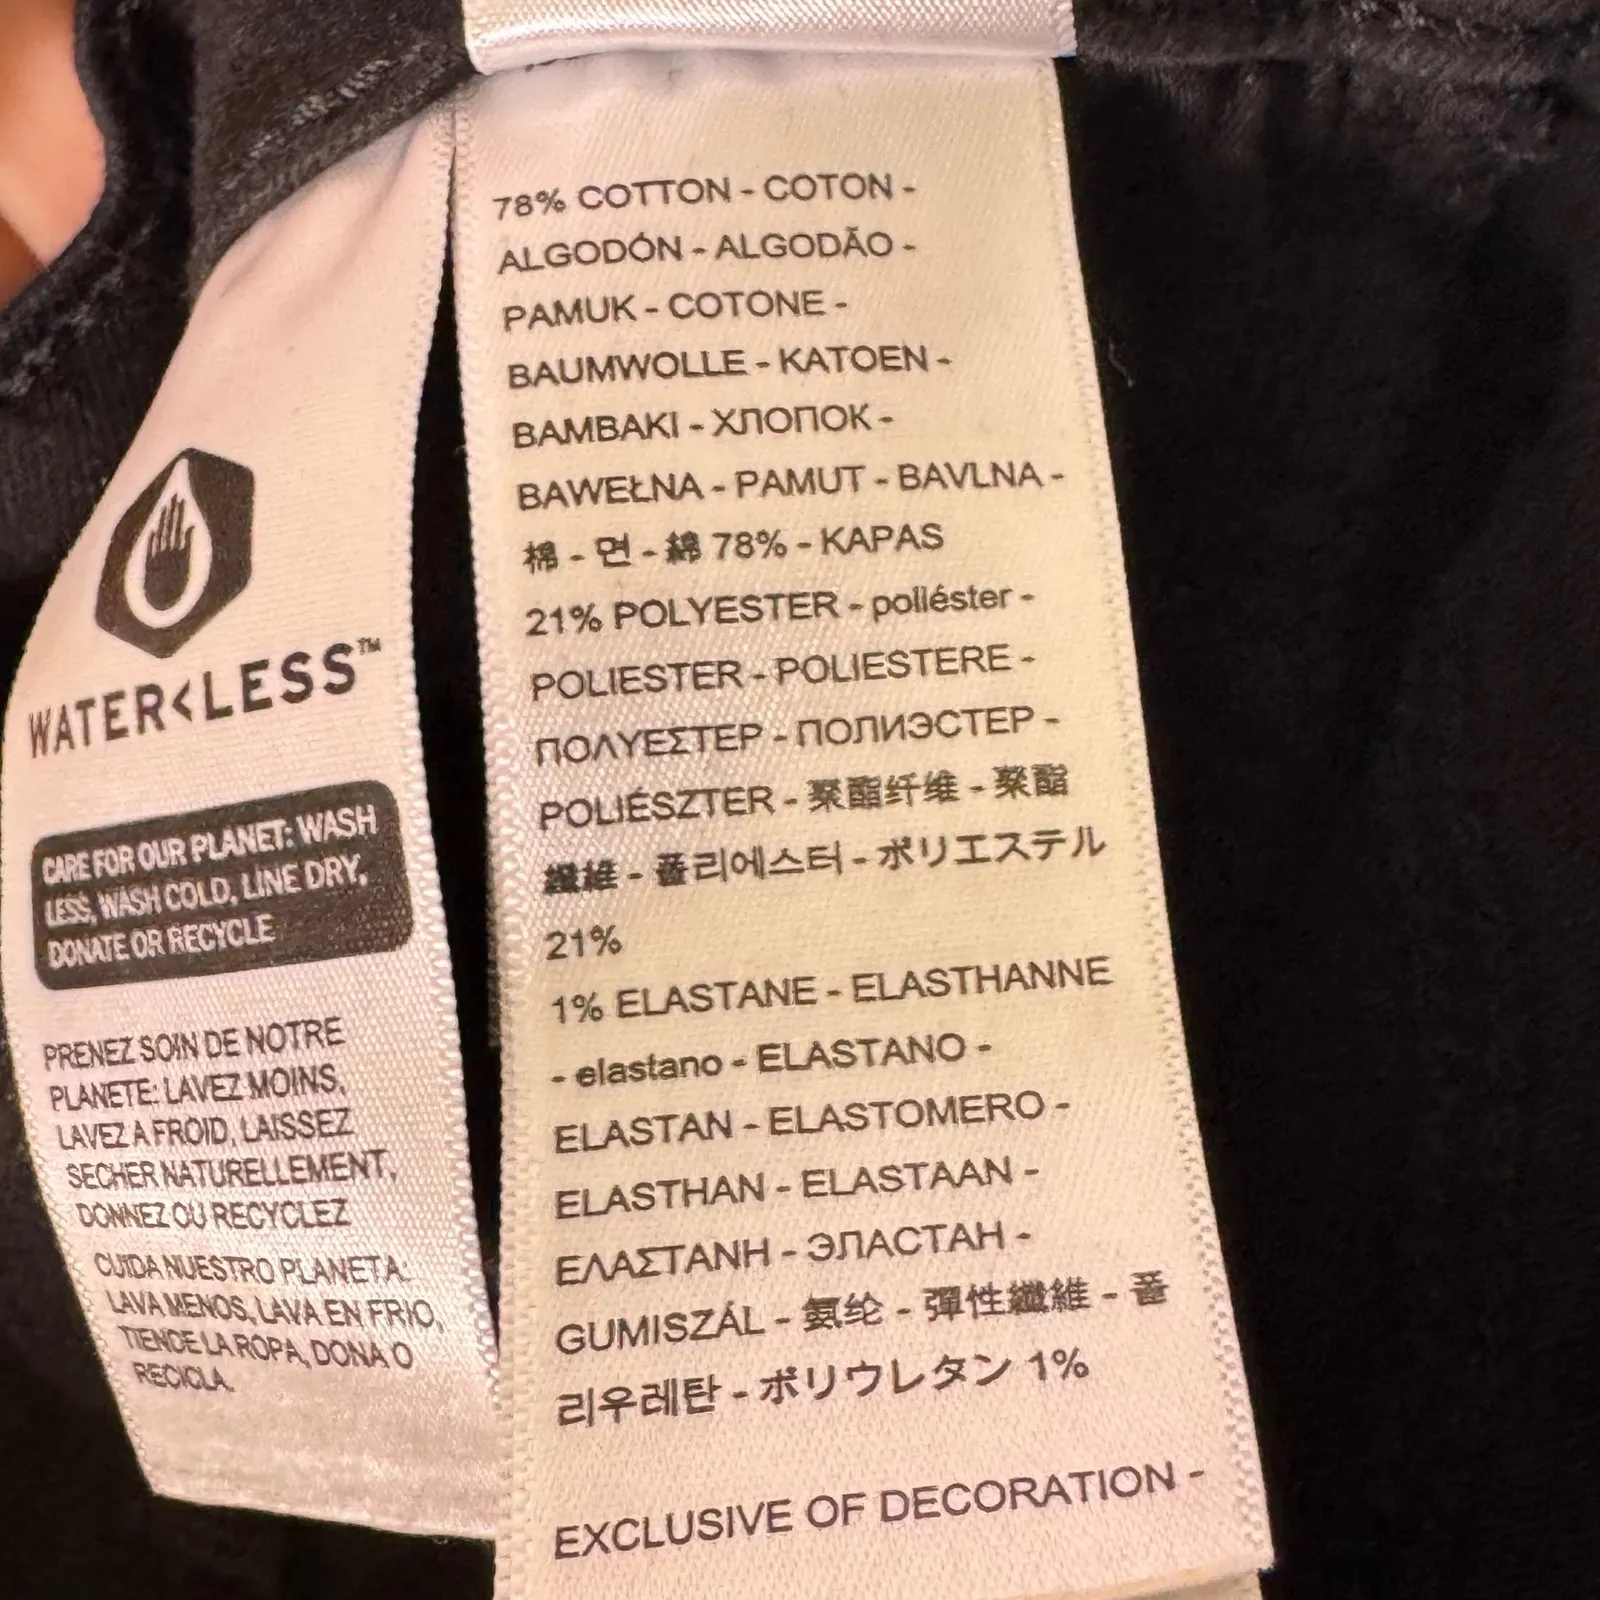 WATER<LESS™
CARE FOR OUR PLANET: WASH
LESS, WASH COLD, LINE DRY,
DONATE OR RECYCLE
PRENEZ SOIN DE NOTRE
PLANETE: LAVEZ MOINS,
LAVEZ A FROID, LAISSEZ
SECHER NATURELLEMENT,
DONNEZ OU RECYCLEZ
CUIDA NUESTRO PLANETA:
LAVA MENOS, LAVA EN FRIO,
TIENDE LA ROPA, DONA O
RECICLA.
78% COTTON - COTON -
ALGODÓN - ALGODÃO -
PAMUK - COTONE -
BAUMWOLLE - KATOEN -
BAMBAKI - ХЛОПОК -
BAWEŁNA - PAMUT - BAVLNA -
棉 - 면 - 綿 78% - KAPAS
21% POLYESTER - poliéster -
POLIESTER - POLIESTERE -
ΠΟΛΥΕΣΤΕΡ - ПОЛИЭСТЕР -
POLIÉSZTER - 聚酯纤维 - 聚酯
纖維 - 폴리에스터 - ポリエステル
21%
1% ELASTANE - ELASTHANNE
- elastano - ELASTANO -
ELASTAN - ELASTOMERO -
ELASTHAN - ELASTAAN -
ΕΛΑΣΤΑΝΗ - ЭЛАСТАН -
GUMISZÁL - 氨纶 - 彈性纖維 - 폴
리우레탄 - ポリウレタン 1%
EXCLUSIVE OF DECORATION -